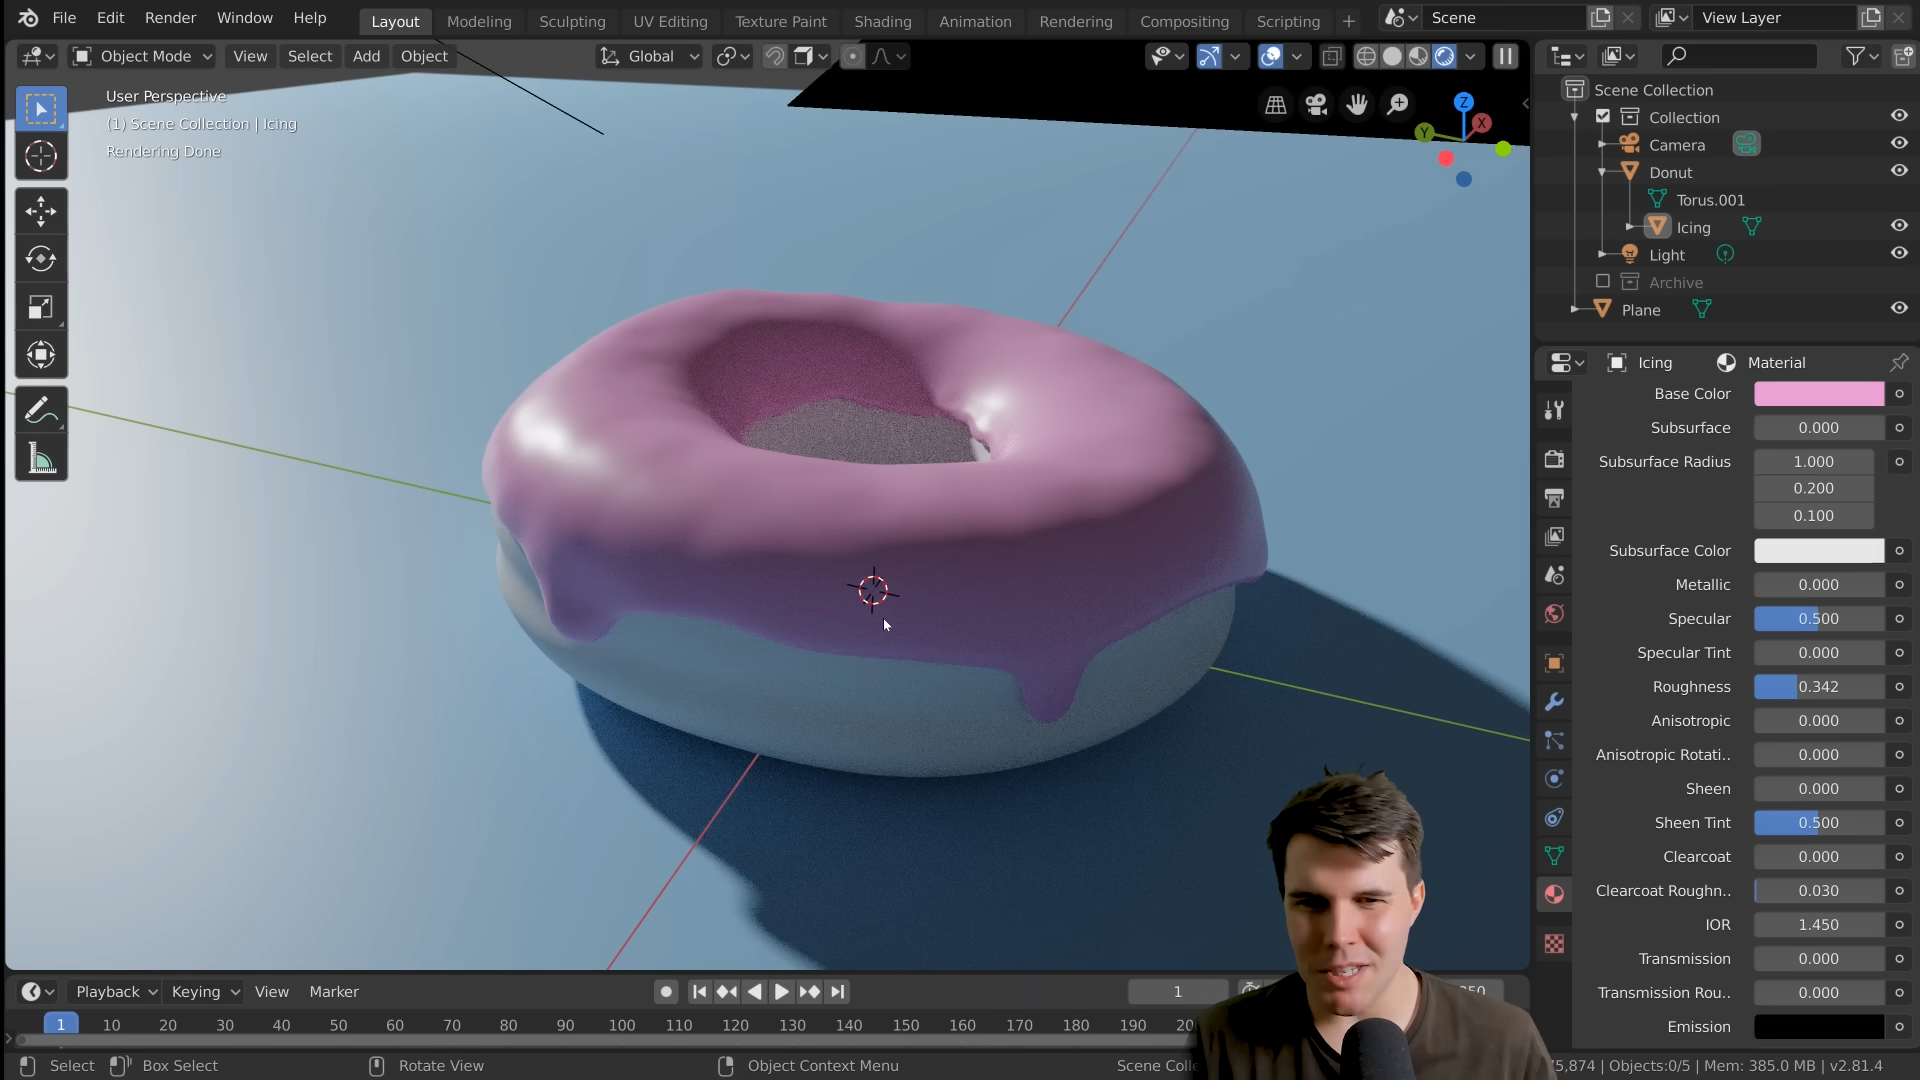 File Edit Render Window Help Layout Modeling Sculpting UV Editing Texture Paint Shading Animation Rendering Compositing Scripting + Scene View Layer
Object Mode View Select Add Object Global
User Perspective
(1) Scene Collection | Icing
Rendering Done
Z
X
Y
Scene Collection
Collection
Camera
Donut
Torus.001
Icing
Light
Archive
Plane
Icing Material
Base Color
Subsurface 0.000
Subsurface Radius 1.000
0.200
0.100
Subsurface Color
Metallic 0.000
Specular 0.500
Specular Tint 0.000
Roughness 0.342
Anisotropic 0.000
Anisotropic Rotati.. 0.000
Sheen 0.000
Sheen Tint 0.500
Clearcoat 0.000
Clearcoat Roughn.. 0.030
IOR 1.450
Transmission 0.000
Transmission Rou.. 0.000
Emission
Playback Keying View Marker 1
1 10 20 30 40 50 60 70 80 90 100 110 120 130 140 150 160 170 180 190
Select Box Select Rotate View Object Context Menu Scene Colle 5,874 | Objects:0/5 | Mem: 385.0 MB | v2.81.4